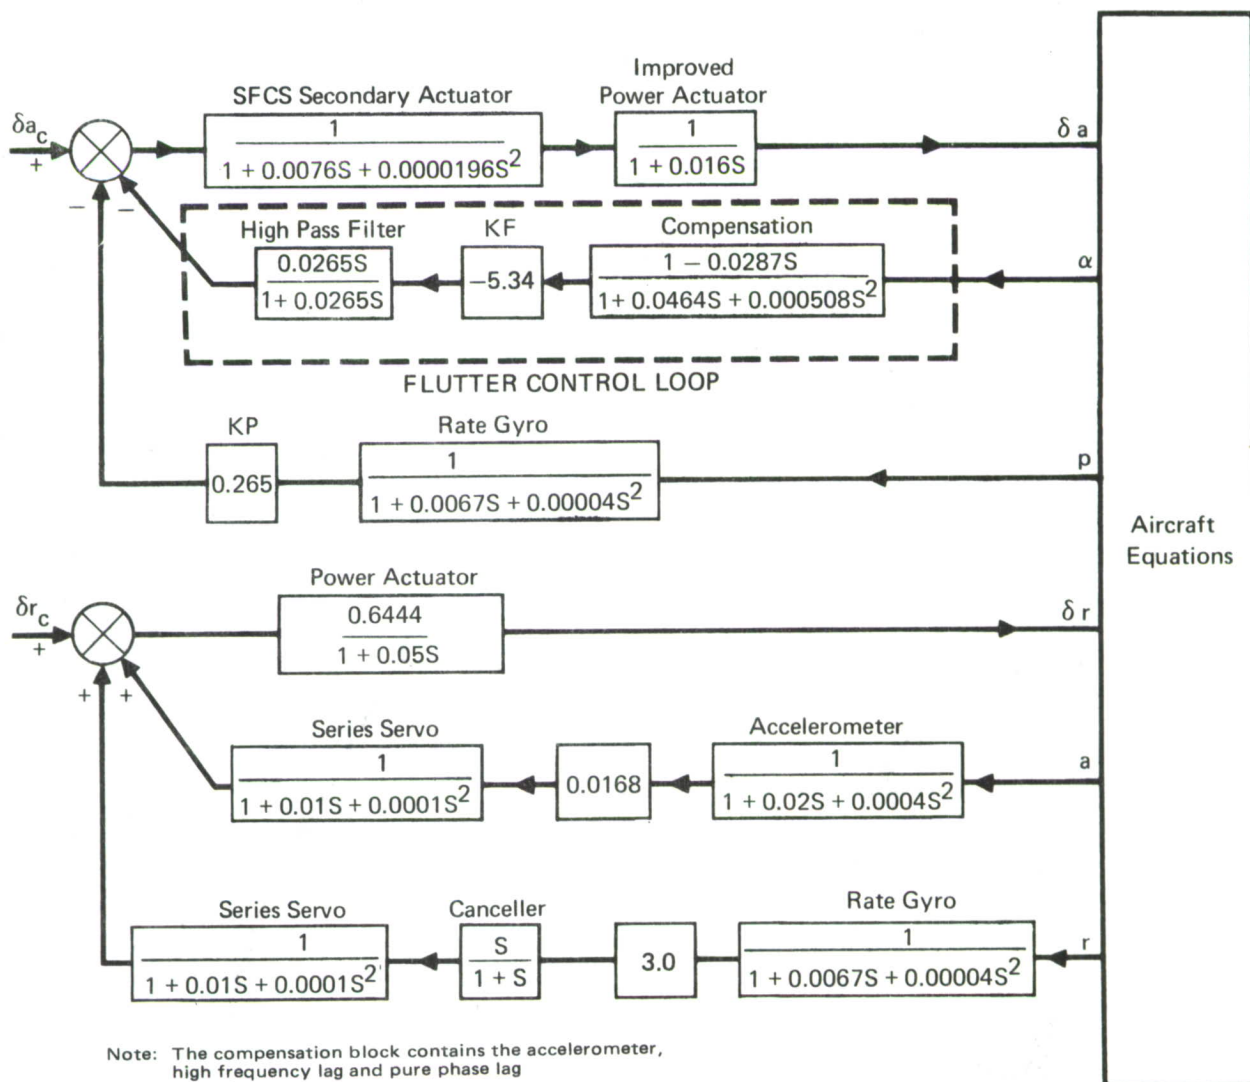 Improved
SFCS Secondary Actuator Power Actuator
δa_c
+
1
1 + 0.0076S + 0.0000196S^2
1
1 + 0.016S
δ a
− −
High Pass Filter KF Compensation
0.0265S
1 + 0.0265S
−5.34
1 − 0.0287S
1 + 0.0464S + 0.000508S^2
α
FLUTTER CONTROL LOOP
KP Rate Gyro
0.265
1
1 + 0.0067S + 0.00004S^2
p
Aircraft
Equations
Power Actuator
δr_c
+
0.6444
1 + 0.05S
δ r
+ +
Series Servo Accelerometer
1
1 + 0.01S + 0.0001S^2
0.0168
1
1 + 0.02S + 0.0004S^2
a
Series Servo Canceller Rate Gyro
1
1 + 0.01S + 0.0001S^2
S
1 + S
3.0
1
1 + 0.0067S + 0.00004S^2
r
Note: The compensation block contains the accelerometer,
high frequency lag and pure phase lag